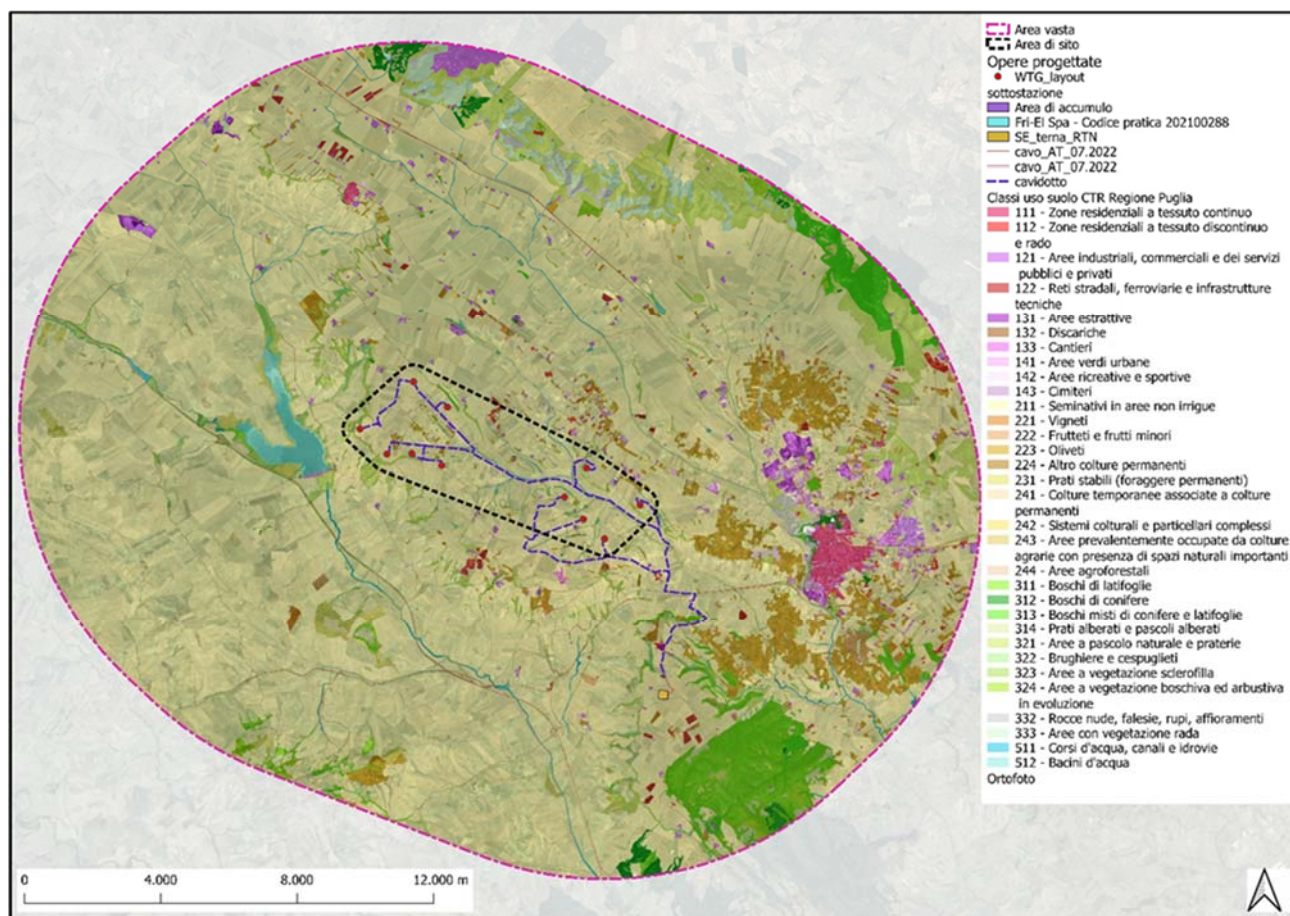 Area vasta
Area di sito
Opere progettate
WTG_layout
sottostazione
Area di accumulo
Fri-El Spa - Codice pratica 202100288
SE_terna_RTN
cavo_AT_07.2022
cavo_AT_07.2022
cavidotto
Classi uso suolo CTR Regione Puglia
111 - Zone residenziali a tessuto continuo
112 - Zone residenziali a tessuto discontinuo
e rado
121 - Aree industriali, commerciali e dei servizi
pubblici e privati
122 - Reti stradali, ferroviarie e infrastrutture
tecniche
131 - Aree estrattive
132 - Discariche
133 - Cantieri
141 - Aree verdi urbane
142 - Aree ricreative e sportive
143 - Cimiteri
211 - Seminativi in aree non irrigue
221 - Vigneti
222 - Frutteti e frutti minori
223 - Oliveti
224 - Altro colture permanenti
231 - Prati stabili (foraggere permanenti)
241 - Colture temporanee associate a colture
permanenti
242 - Sistemi colturali e particellari complessi
243 - Aree prevalentemente occupate da colture
agrarie con presenza di spazi naturali importanti
244 - Aree agroforestali
311 - Boschi di latifoglie
312 - Boschi di conifere
313 - Boschi misti di conifere e latifoglie
314 - Prati alberati e pascoli alberati
321 - Aree a pascolo naturale e praterie
322 - Brughiere e cespuglieti
323 - Aree a vegetazione sclerofilla
324 - Aree a vegetazione boschiva ed arbustiva
in evoluzione
332 - Rocce nude, falesie, rupi, affioramenti
333 - Aree con vegetazione rada
511 - Corsi d'acqua, canali e idrovie
512 - Bacini d'acqua
Ortofoto
0 4.000 8.000 12.000 m